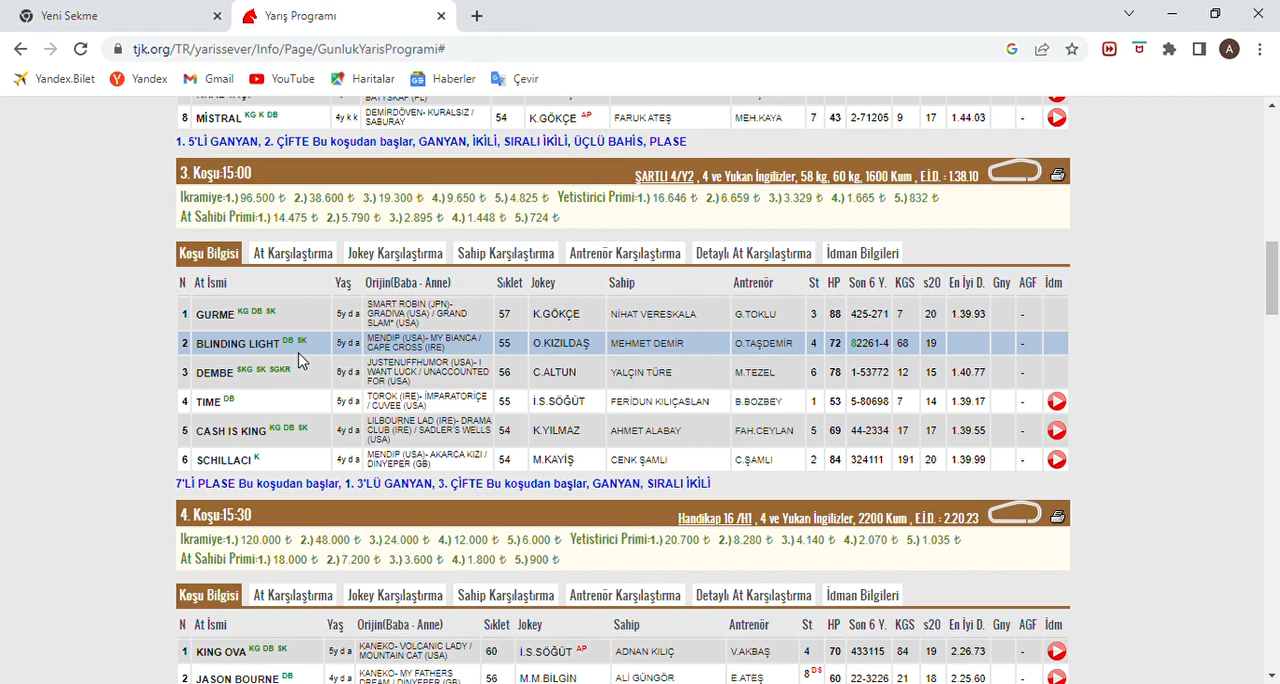 Yeni Sekme
Yarış Programı
tjk.org/TR/yarissever/Info/Page/GunlukYarisProgrami#
A
Yandex.Bilet Yandex Gmail YouTube Haritalar Haberler Çevir
BATYSKAP (PL)
8 MİSTRAL KG K DB 4y k k DEMİRDÖVEN- KURALSIZ / SABURAY 54 K.GÖKÇE AP FARUK ATEŞ MEH.KAYA 7 43 2-71205 9 17 1.44.03 -
1. 5'Lİ GANYAN, 2. ÇİFTE Bu koşudan başlar, GANYAN, İKİLİ, SIRALI İKİLİ, ÜÇLÜ BAHİS, PLASE
3. Koşu:15:00 ŞARTLI 4/Y2 , 4 ve Yukarı İngilizler, 58 kg, 60 kg, 1600 Kum , E.İ.D. : 1.38.10
İkramiye:1.) 96.500 ₺ 2.) 38.600 ₺ 3.) 19.300 ₺ 4.) 9.650 ₺ 5.) 4.825 ₺ Yetistirici Primi:1.) 16.646 ₺ 2.) 6.659 ₺ 3.) 3.329 ₺ 4.) 1.665 ₺ 5.) 832 ₺
At Sahibi Primi:1.) 14.475 ₺ 2.) 5.790 ₺ 3.) 2.895 ₺ 4.) 1.448 ₺ 5.) 724 ₺
Koşu Bilgisi At Karşılaştırma Jokey Karşılaştırma Sahip Karşılaştırma Antrenör Karşılaştırma Detaylı At Karşılaştırma İdman Bilgileri
N At İsmi Yaş Orijin(Baba - Anne) Sıklet Jokey Sahip Antrenör St HP Son 6 Y. KGS s20 En İyi D. Gny AGF İdm
1 GURME KG DB SK 5y d a SMART ROBIN (JPN)- GRADIVA (USA) / GRAND SLAM* (USA) 57 K.GÖKÇE NİHAT VERESKALA G.TOKLU 3 88 425-271 7 20 1.39.93 -
2 BLINDING LIGHT DB SK 5y d a MENDIP (USA)- MY BIANCA / CAPE CROSS (IRE) 55 O.KIZILDAŞ MEHMET DEMİR O.TAŞDEMİR 4 72 82261-4 68 19 -
3 DEMBE SKG SK SGKR 6y d a JUSTENUFFHUMOR (USA)- I WANT LUCK / UNACCOUNTED FOR (USA) 56 C.ALTUN YALÇIN TÜRE M.TEZEL 6 78 1-53772 12 15 1.40.77 -
4 TIME DB 5y d a TOROK (IRE)- İMPARATORİÇE / CUVEE (USA) 55 İ.S.SÖĞÜT FERİDUN KILIÇASLAN B.BOZBEY 1 53 5-80698 7 14 1.39.17 -
5 CASH IS KING KG DB SK 4y d a LILBOURNE LAD (IRE)- DRAMA CLUB (IRE) / SADLER'S WELLS (USA) 54 K.YILMAZ AHMET ALABAY FAH.CEYLAN 5 69 44-2334 17 17 1.39.55 -
6 SCHILLACI K 4y d a MENDIP (USA)- AKARCA KIZI / DINYEPER (GB) 54 M.KAYİŞ CENK ŞAMLI C.ŞAMLI 2 84 324111 191 20 1.39.99 -
7'Lİ PLASE Bu koşudan başlar, 1. 3'LÜ GANYAN, 3. ÇİFTE Bu koşudan başlar, GANYAN, SIRALI İKİLİ
4. Koşu:15:30 Handikap 16 /H1 , 4 ve Yukarı İngilizler, 2200 Kum , E.İ.D. : 2.20.23
İkramiye:1.) 120.000 ₺ 2.) 48.000 ₺ 3.) 24.000 ₺ 4.) 12.000 ₺ 5.) 6.000 ₺ Yetistirici Primi:1.) 20.700 ₺ 2.) 8.280 ₺ 3.) 4.140 ₺ 4.) 2.070 ₺ 5.) 1.035 ₺
At Sahibi Primi:1.) 18.000 ₺ 2.) 7.200 ₺ 3.) 3.600 ₺ 4.) 1.800 ₺ 5.) 900 ₺
Koşu Bilgisi At Karşılaştırma Jokey Karşılaştırma Sahip Karşılaştırma Antrenör Karşılaştırma Detaylı At Karşılaştırma İdman Bilgileri
N At İsmi Yaş Orijin(Baba - Anne) Sıklet Jokey Sahip Antrenör St HP Son 6 Y. KGS s20 En İyi D. Gny AGF İdm
1 KING OVA KG DB SK 5y d a KANEKO- VOLCANIC LADY / MOUNTAIN CAT (USA) 60 İ.S.SÖĞÜT AP ADNAN KILIÇ V.AKBAŞ 4 70 433115 84 19 2.26.73 -
2 JASON BOURNE DB 4y d a KANEKO- MY FATHERS DREAM / DINYEPER (GB) 56 M.M.BİLGİN ALİ GÜNGÖR E.ATEŞ 8 DS 60 22-3226 21 18 2.25.60 -